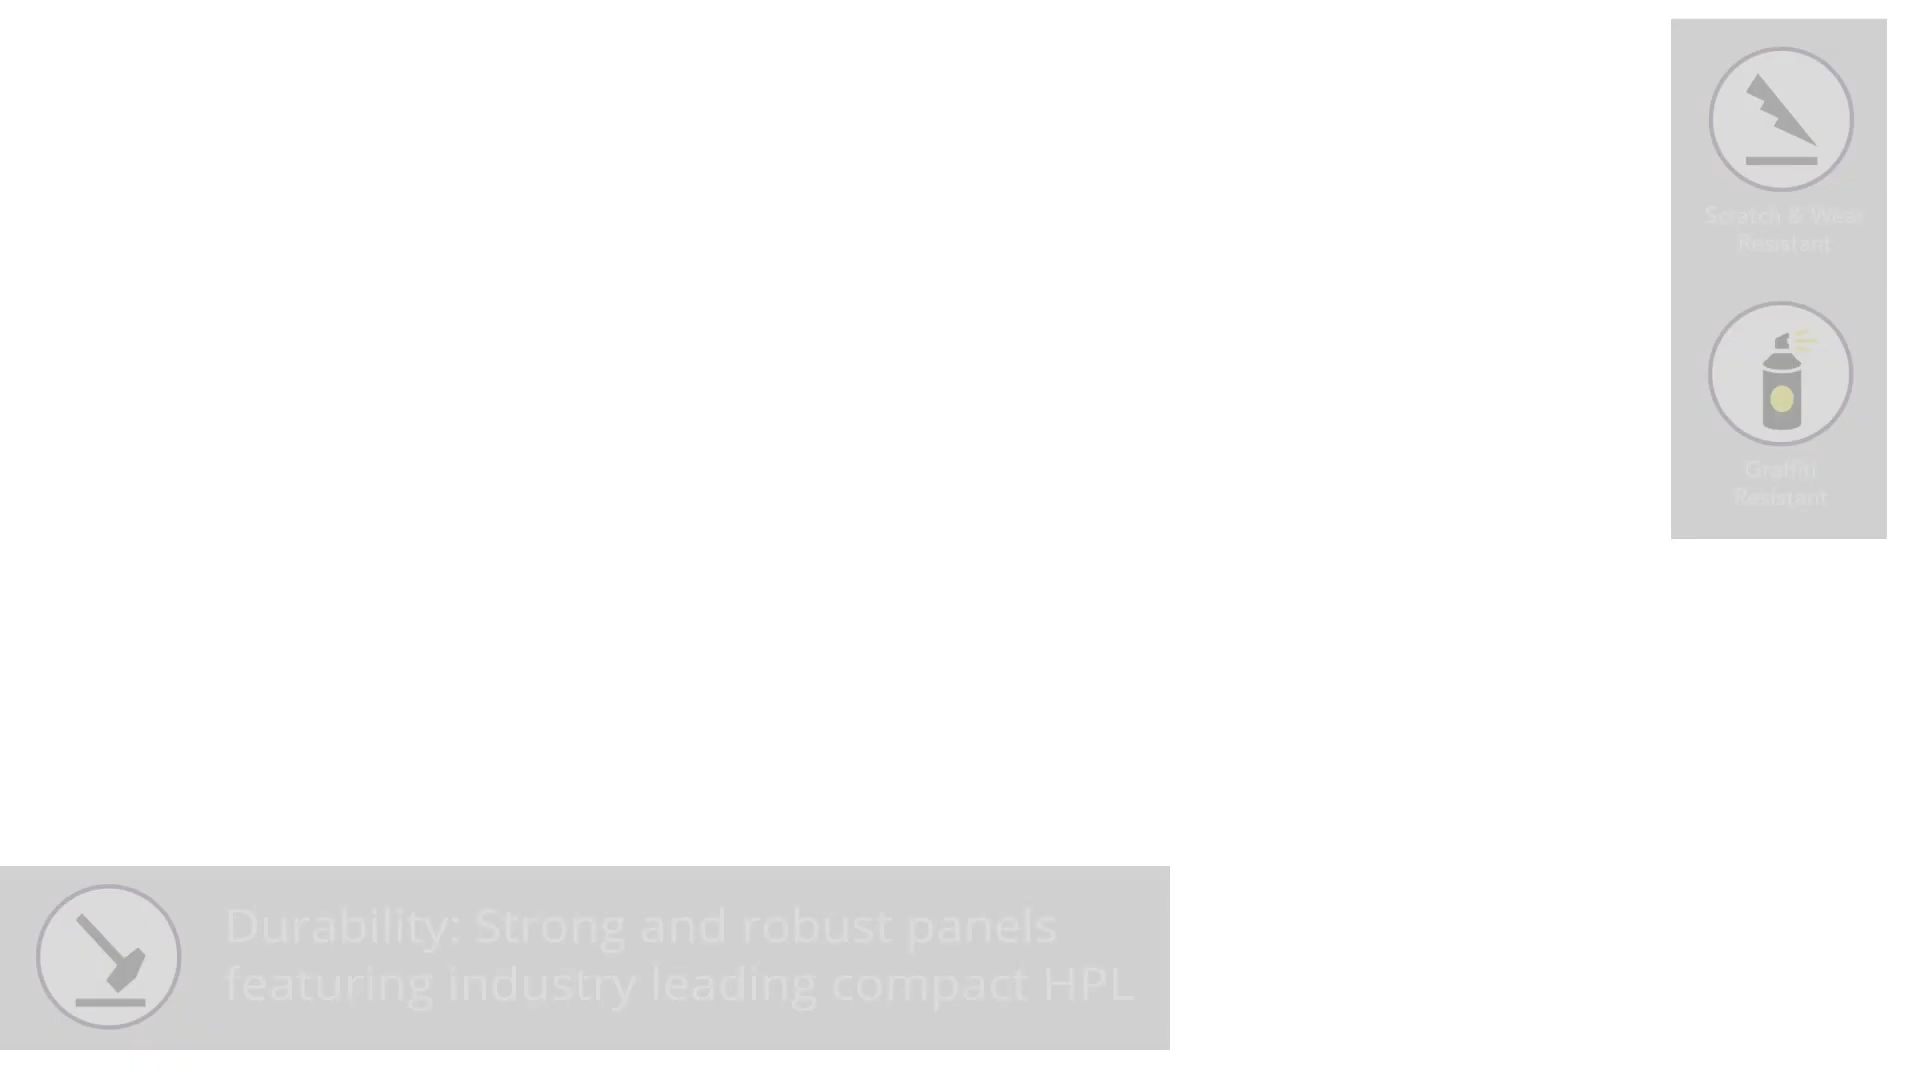 Scratch & Wear
Resistant
Graffiti
Resistant
Durability: Strong and robust panels
featuring industry leading compact HPL